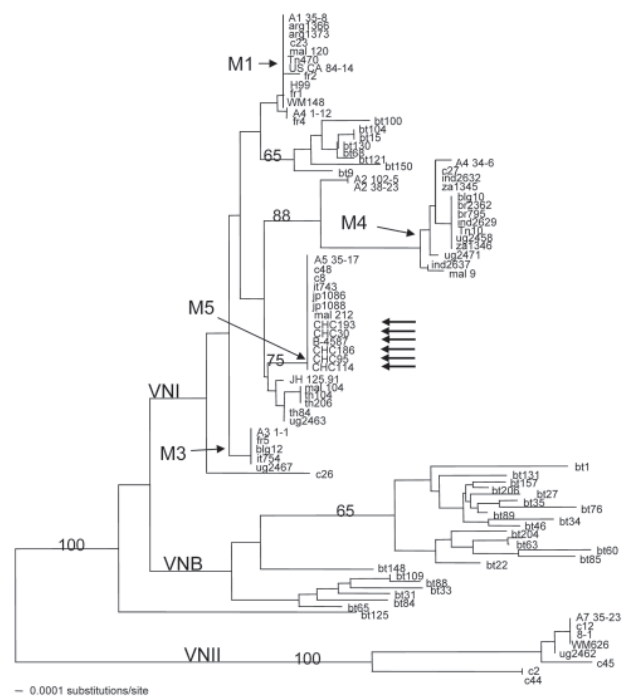 A1 35-8
arg1366
arg1373
c23
mal 120
Tn470
US CA 84-14
fr2
M1
H99
fr1
WM148
A4 1-12
fr4
bt100
bt104
bt15
bt130
bt68
65
bt121
bt150
bt9
A2 102-5
A2 38-23
88
M4
A4 34-6
c27
ind2632
za1345
blg10
br2362
br795
ind2629
Tn10
ug2458
za1346
ug2471
ind2637
mal 9
A5 35-17
c48
c8
jt743
jp1086
jp1088
mal 212
M5
CHC193
CHC30
B-4587
CHC186
CHC95
CHC114
75
JH 125.91
mal 104
th104
th206
th84
ug2463
VNI
A3 1-1
fr5
blg12
it754
ug2467
M3
c26
bt1
bt131
bt157
bt206
bt27
bt35
bt76
bt89
bt34
bt46
65
bt204
bt63
bt60
bt85
bt22
100
VNB
bt148
bt109
bt88
bt33
bt31
bt84
bt65
bt125
A7 35-23
c12
8-1
WM626
ug2462
c45
VNII
100
c2
c44
0.0001 substitutions/site